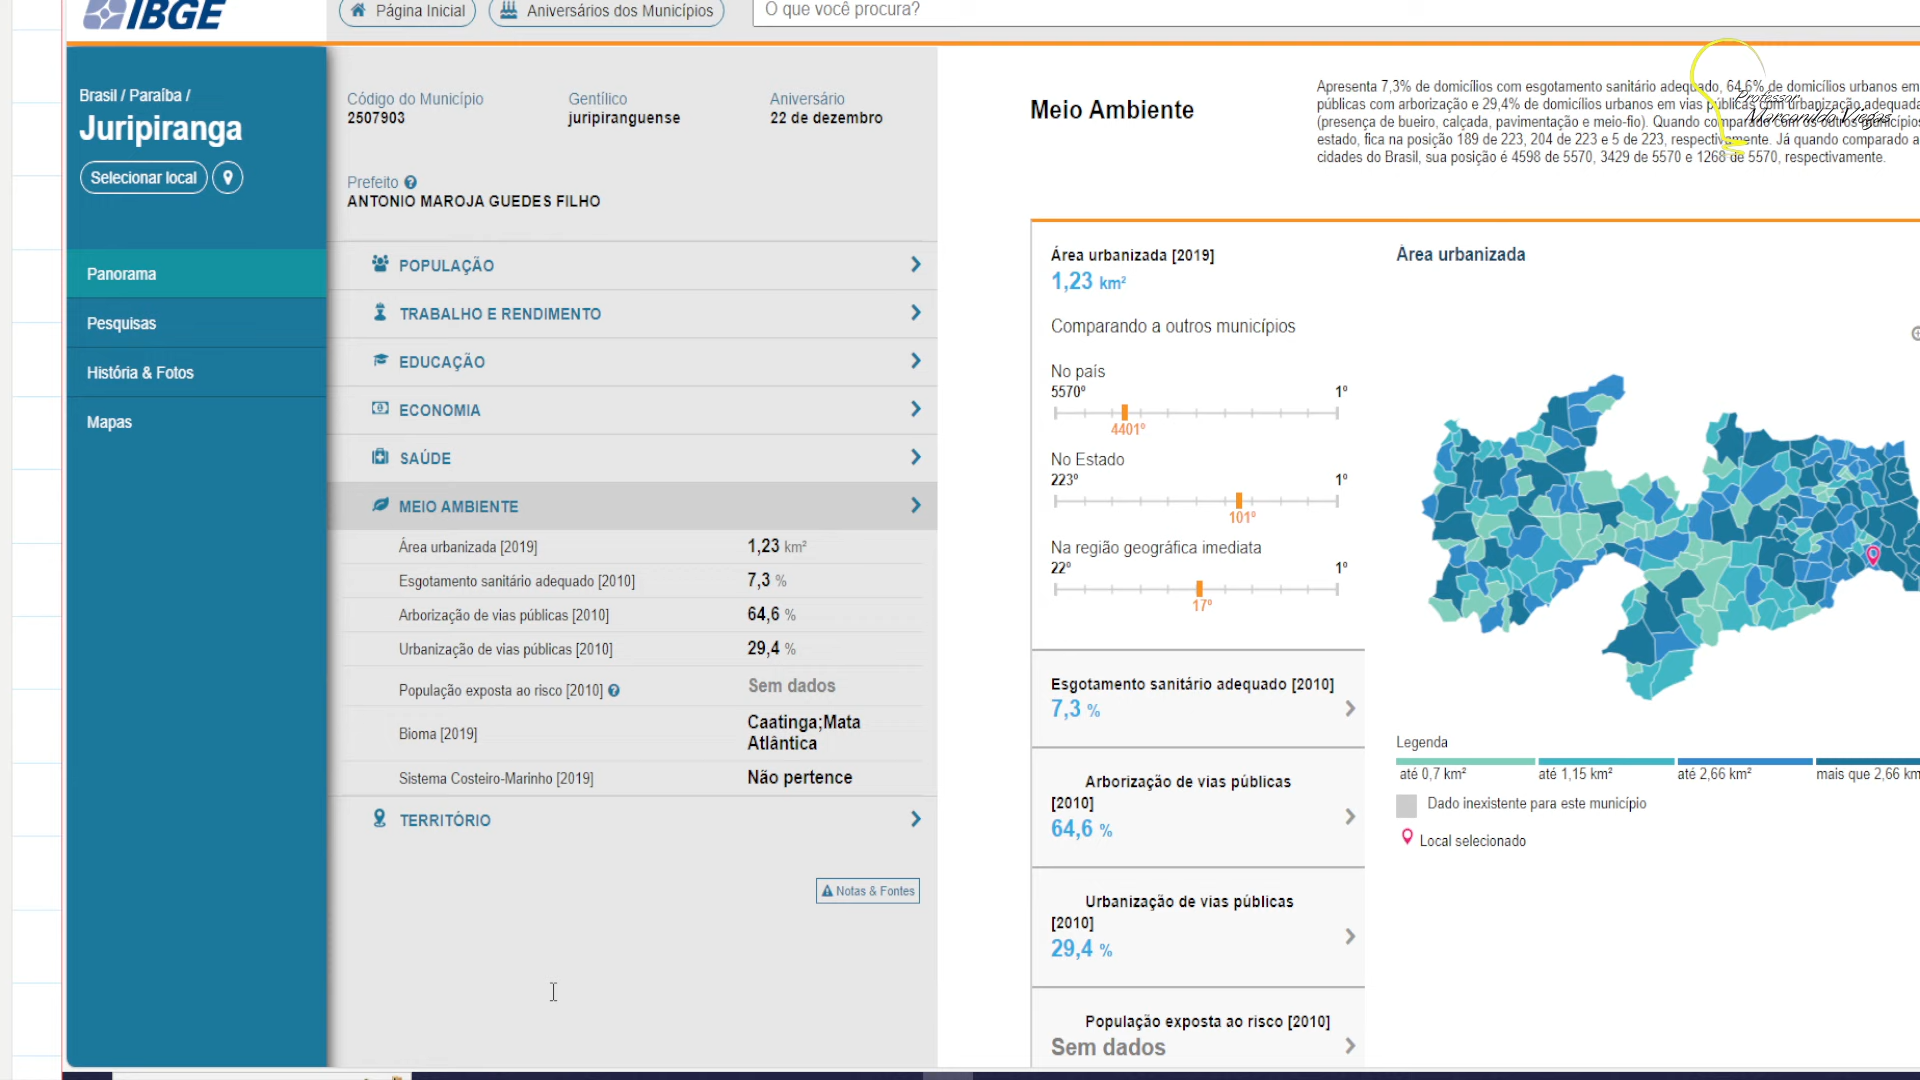 IBGE
Página Inicial
Aniversários dos Municípios
O que você procura?
Brasil / Paraíba /
Juripiranga
Selecionar local
Panorama
Pesquisas
História & Fotos
Mapas
Código do Município
2507903
Gentílico
juripiranguense
Aniversário
22 de dezembro
Prefeito
ANTONIO MAROJA GUEDES FILHO
POPULAÇÃO
TRABALHO E RENDIMENTO
EDUCAÇÃO
ECONOMIA
SAÚDE
MEIO AMBIENTE
Área urbanizada [2019] 1,23 km²
Esgotamento sanitário adequado [2010] 7,3 %
Arborização de vias públicas [2010] 64,6 %
Urbanização de vias públicas [2010] 29,4 %
População exposta ao risco [2010] Sem dados
Bioma [2019] Caatinga;Mata
Atlântica
Sistema Costeiro-Marinho [2019] Não pertence
TERRITÓRIO
Notas & Fontes
Meio Ambiente
Apresenta 7,3% de domicílios com esgotamento sanitário adequado, 64,6% de domicílios urbanos em
públicas com arborização e 29,4% de domicílios urbanos em vias públicas com urbanização adequada
(presença de bueiro, calçada, pavimentação e meio-fio). Quando comparado com os outros municípios
estado, fica na posição 189 de 223, 204 de 223 e 5 de 223, respectivamente. Já quando comparado a
cidades do Brasil, sua posição é 4598 de 5570, 3429 de 5570 e 1268 de 5570, respectivamente.
Professor
Marconildo Viegas
Área urbanizada [2019]
1,23 km²
Comparando a outros municípios
No país
5570º 1º
4401º
No Estado
223º 1º
101º
Na região geográfica imediata
22º 1º
17º
Esgotamento sanitário adequado [2010]
7,3 %
Arborização de vias públicas
[2010]
64,6 %
Urbanização de vias públicas
[2010]
29,4 %
População exposta ao risco [2010]
Sem dados
Área urbanizada
Legenda
até 0,7 km² até 1,15 km² até 2,66 km² mais que 2,66 km
Dado inexistente para este município
Local selecionado